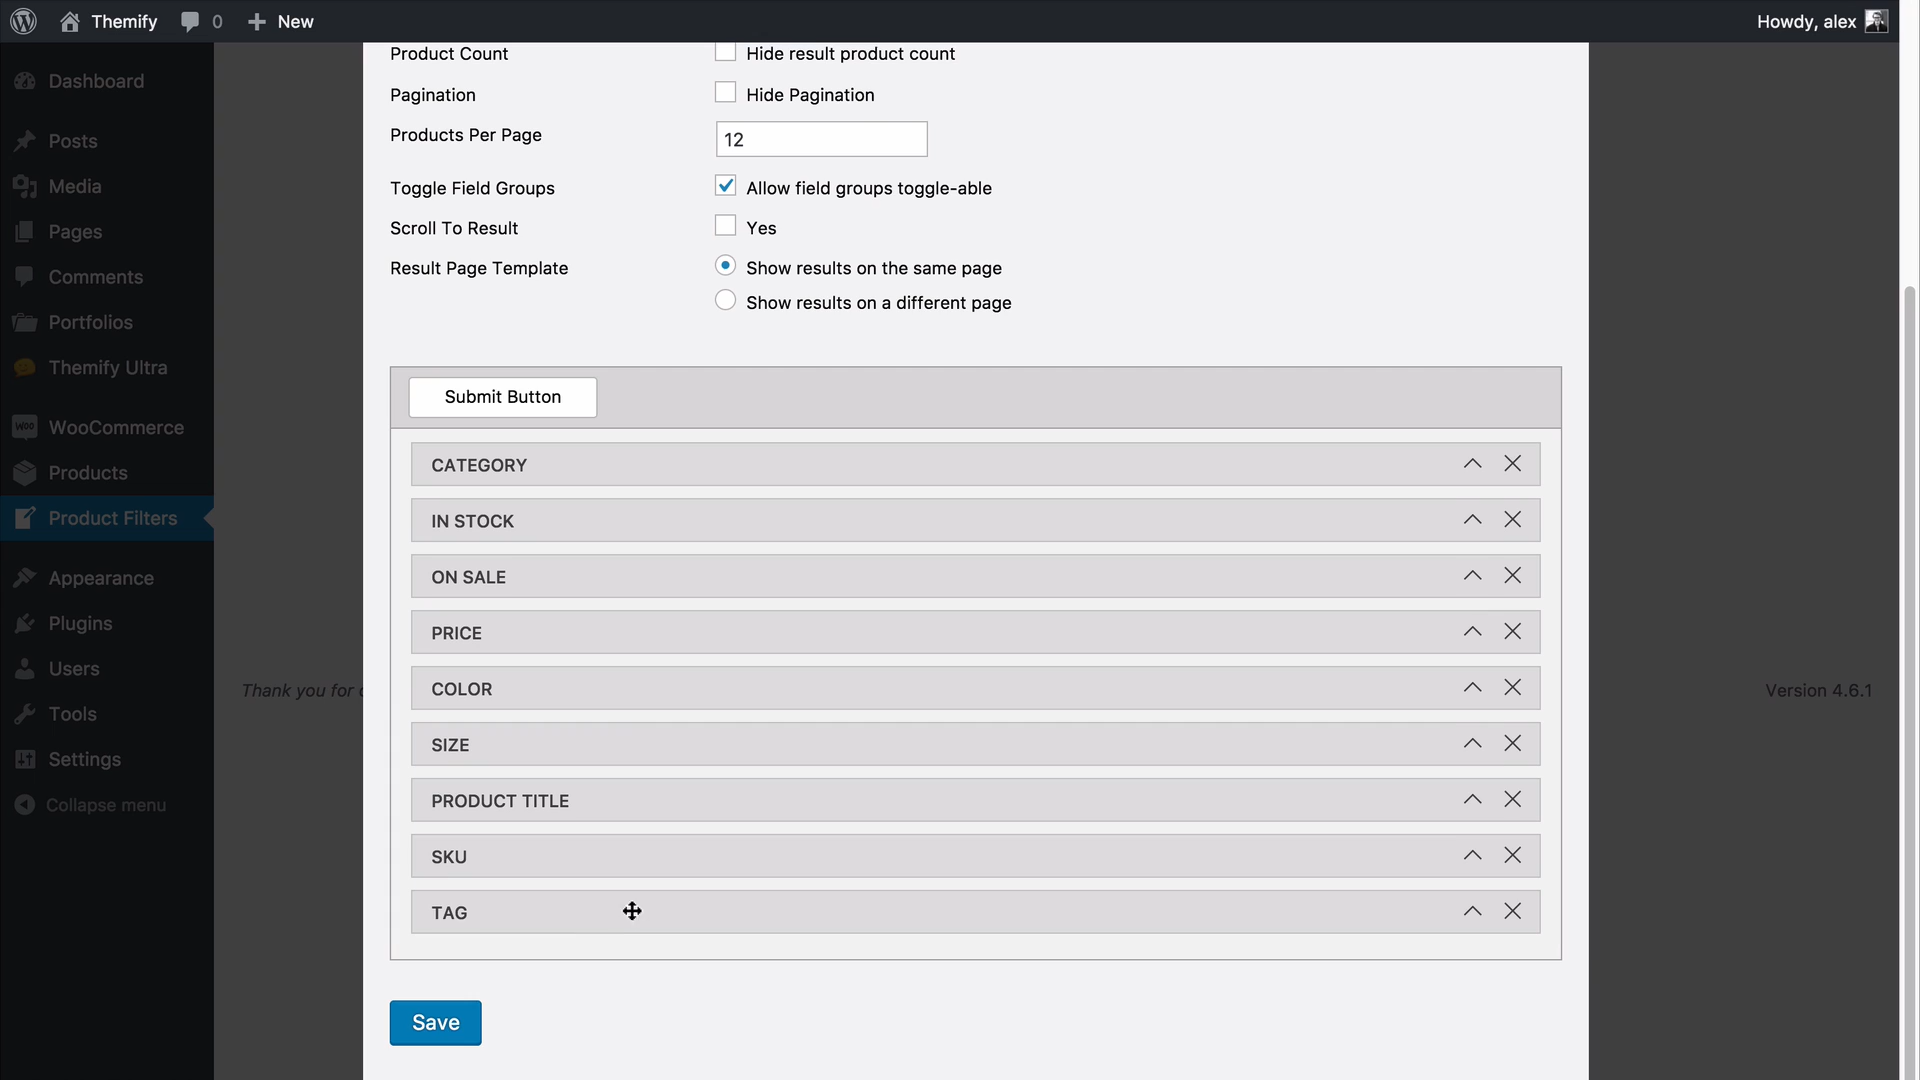 Themify 0 New Howdy, alex
Dashboard
Posts
Media
Pages
Comments
Portfolios
Themify Ultra
WooCommerce
Products
Product Filters
Appearance
Plugins
Users
Tools
Settings
Collapse menu
Product Count Hide result product count
Pagination Hide Pagination
Products Per Page 12
Toggle Field Groups Allow field groups toggle-able
Scroll To Result Yes
Result Page Template Show results on the same page
Show results on a different page
Submit Button
CATEGORY
IN STOCK
ON SALE
PRICE
COLOR
SIZE
PRODUCT TITLE
SKU
TAG
Save
Thank you for
Version 4.6.1